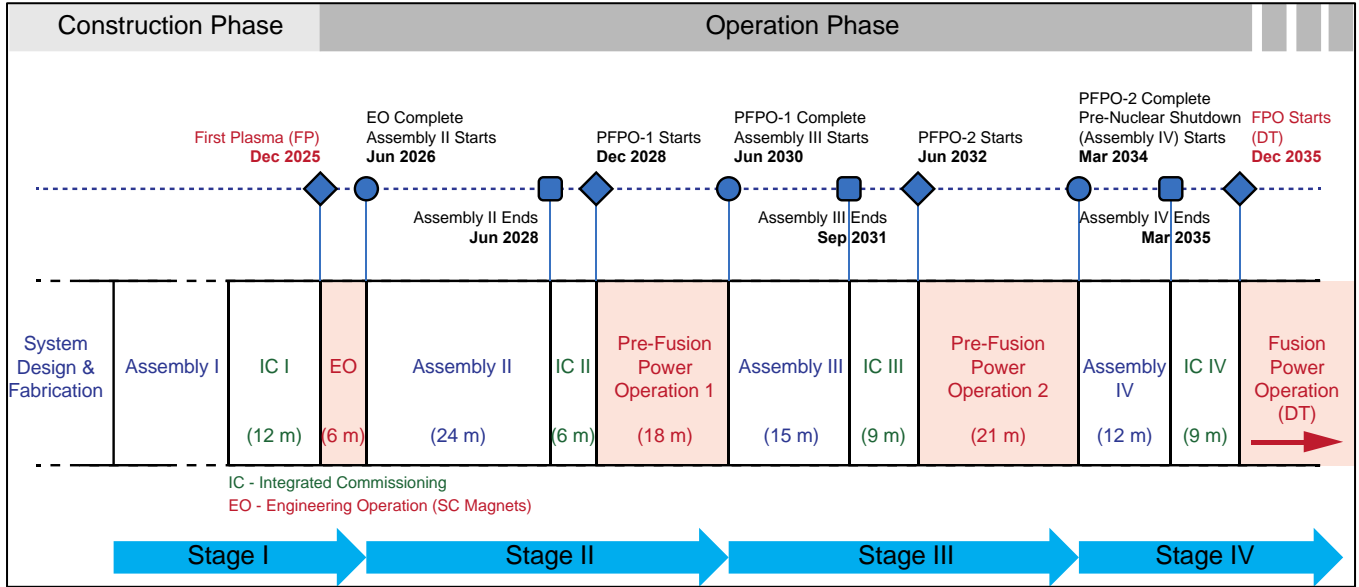 Construction Phase
Operation Phase
First Plasma (FP)
Dec 2025
EO Complete
Assembly II Starts
Jun 2026
PFPO-1 Starts
Dec 2028
PFPO-1 Complete
Assembly III Starts
Jun 2030
PFPO-2 Starts
Jun 2032
PFPO-2 Complete
Pre-Nuclear Shutdown
(Assembly IV) Starts
Mar 2034
FPO Starts
(DT)
Dec 2035
Assembly II Ends
Jun 2028
Assembly III Ends
Sep 2031
Assembly IV Ends
Mar 2035
System
Design &
Fabrication
Assembly I
IC I
(12 m)
EO
(6 m)
Assembly II
(24 m)
IC II
(6 m)
Pre-Fusion
Power
Operation 1
(18 m)
Assembly III
(15 m)
IC III
(9 m)
Pre-Fusion
Power
Operation 2
(21 m)
Assembly
IV
(12 m)
IC IV
(9 m)
Fusion
Power
Operation
(DT)
IC - Integrated Commissioning
EO - Engineering Operation (SC Magnets)
Stage I
Stage II
Stage III
Stage IV